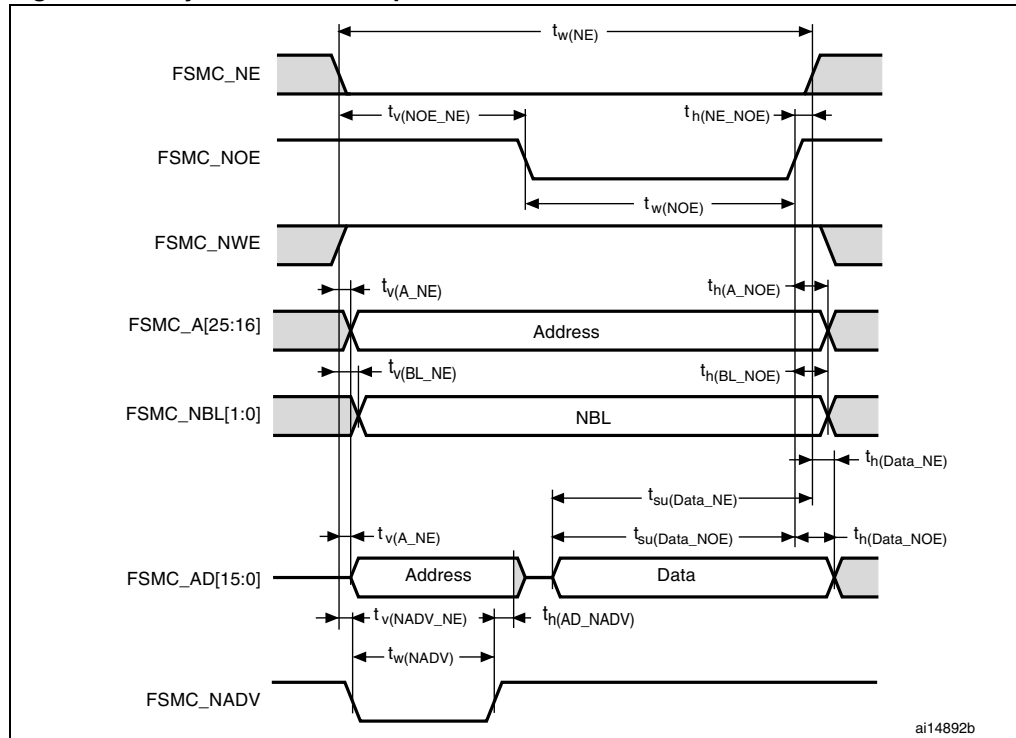 tw(NE)
FSMC_NE
tv(NOE_NE)
th(NE_NOE)
FSMC_NOE
tw(NOE)
FSMC_NWE
tv(A_NE)
th(A_NOE)
FSMC_A[25:16]
Address
tv(BL_NE)
th(BL_NOE)
FSMC_NBL[1:0]
NBL
th(Data_NE)
tsu(Data_NE)
tv(A_NE)
tsu(Data_NOE)
th(Data_NOE)
FSMC_AD[15:0]
Address
Data
tv(NADV_NE)
th(AD_NADV)
tw(NADV)
FSMC_NADV
ai14892b